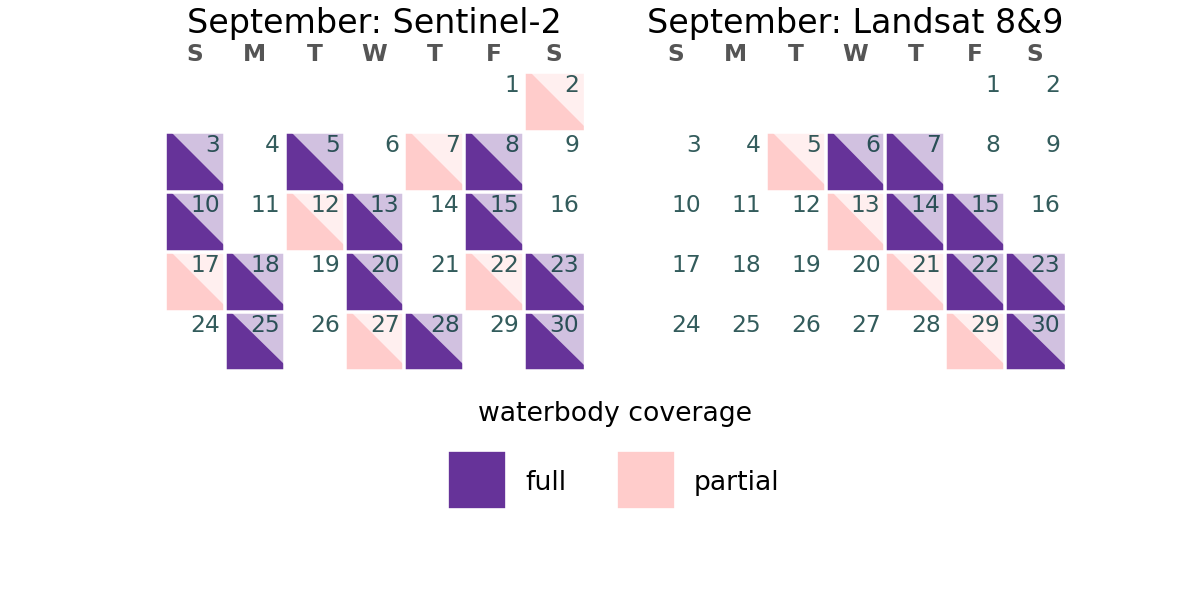 September: Sentinel-2
S M T W T F S
1 2
3 4 5 6 7 8 9
10 11 12 13 14 15 16
17 18 19 20 21 22 23
24 25 26 27 28 29 30
September: Landsat 8&9
S M T W T F S
1 2
3 4 5 6 7 8 9
10 11 12 13 14 15 16
17 18 19 20 21 22 23
24 25 26 27 28 29 30
waterbody coverage
full partial